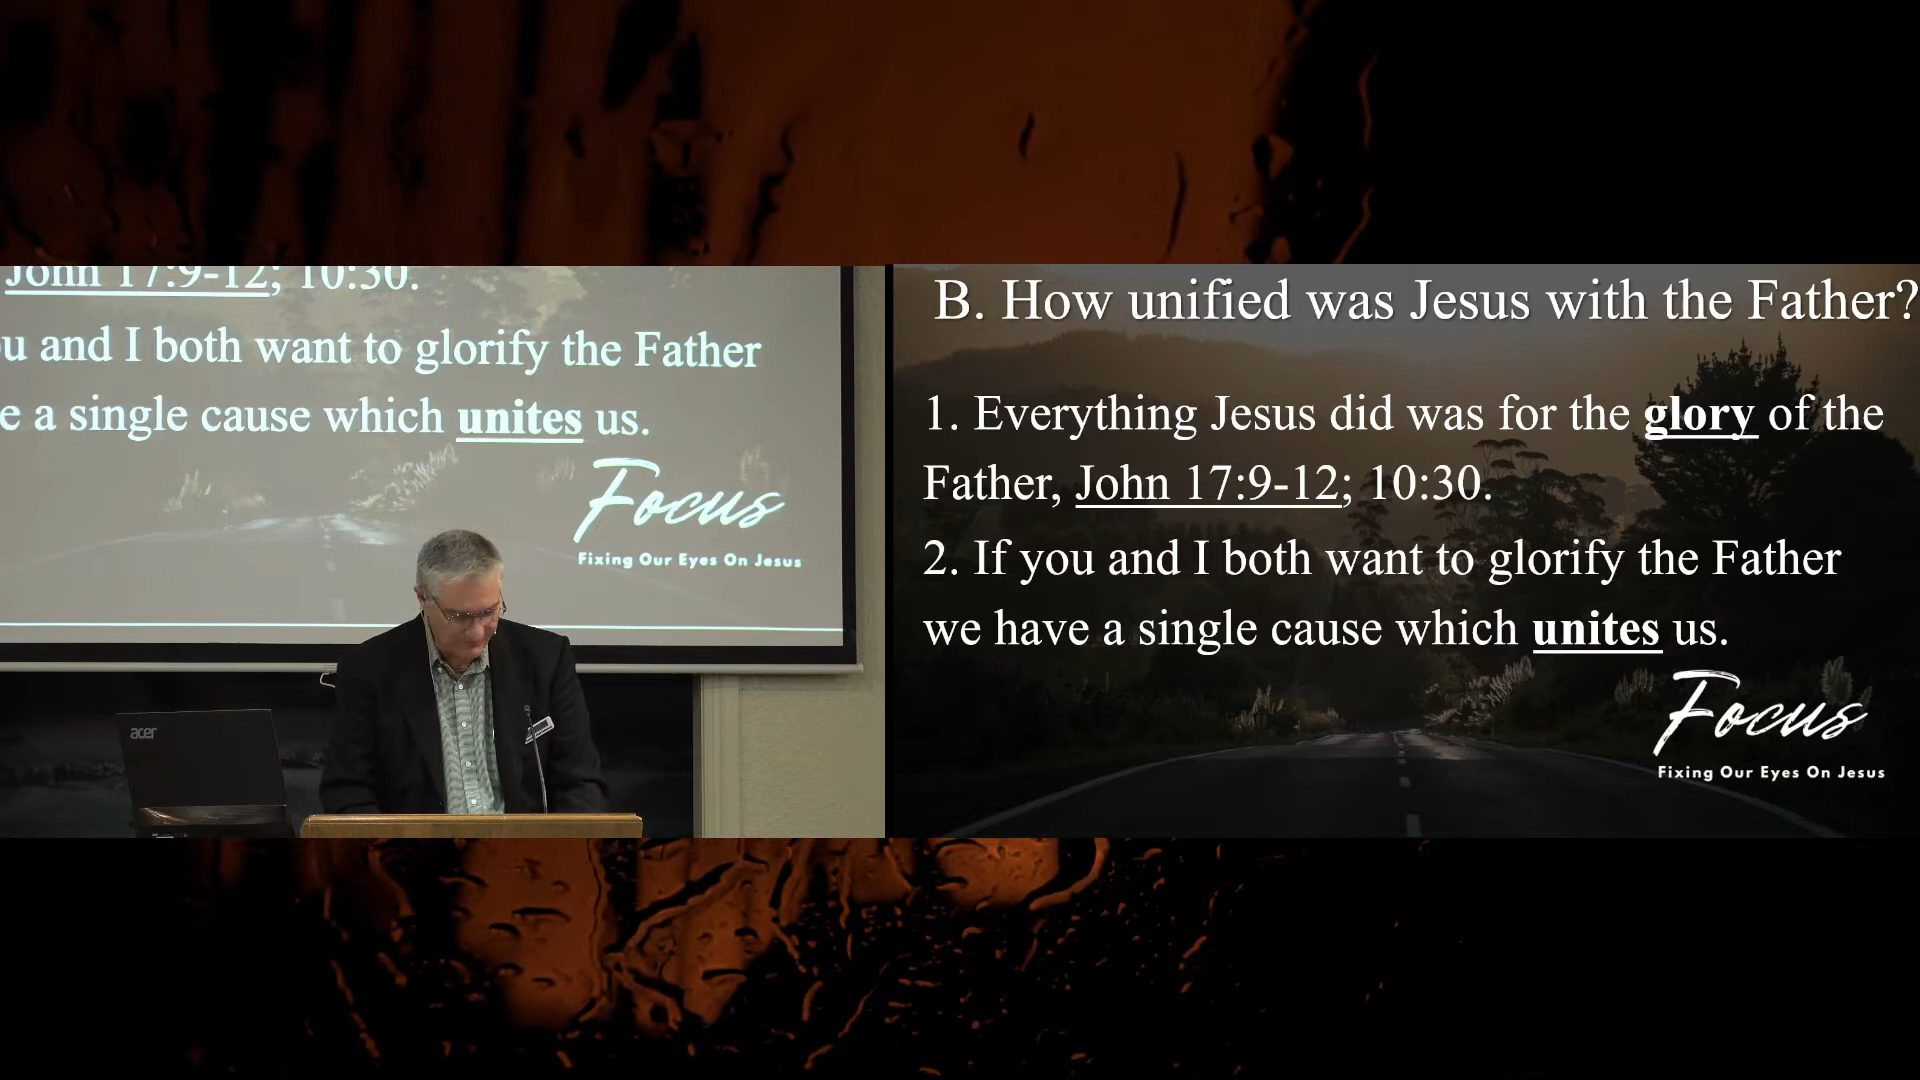 John 17:9-12; 10:30.
u and I both want to glorify the Father
e a single cause which unites us.
Focus
Fixing Our Eyes On Jesus
acer
B. How unified was Jesus with the Father?
1. Everything Jesus did was for the glory of the
Father, John 17:9-12; 10:30.
2. If you and I both want to glorify the Father
we have a single cause which unites us.
Focus
Fixing Our Eyes On Jesus